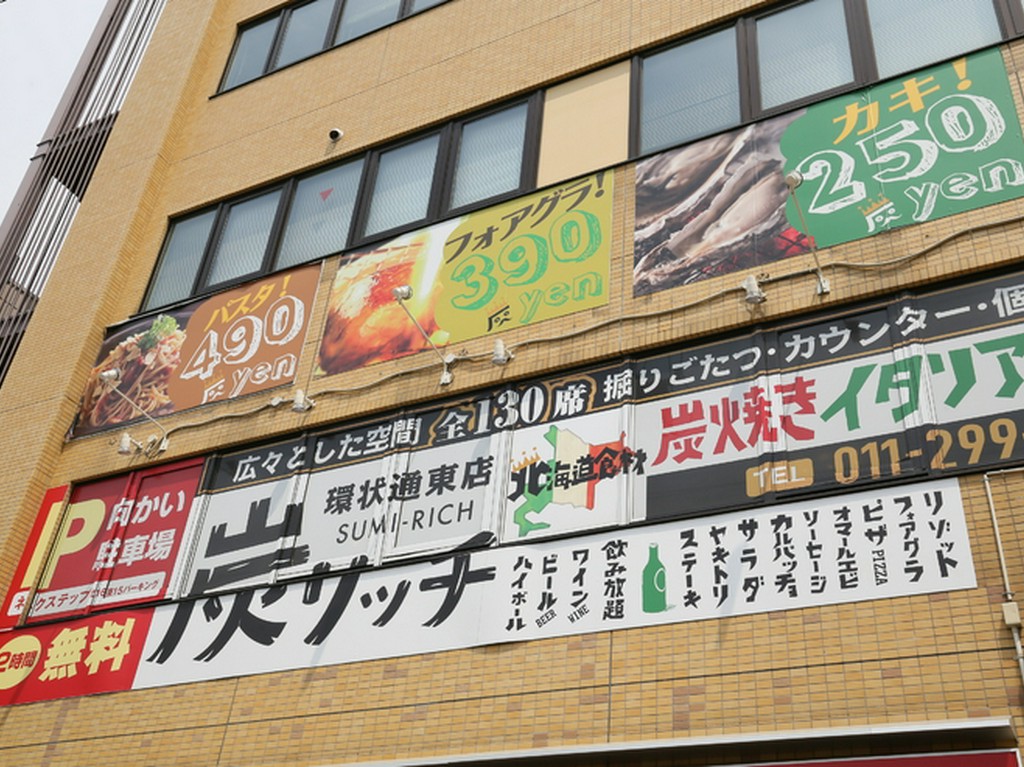 カキ!
250
yen
フォアグラ!
390
yen
パスタ!
490
yen
広々とした空間 全130席 掘りごたつ・カウンター・個
環状通東店
SUMI-RICH
北海道食材
炭焼きイタリア
TEL 011-299
P 向かい
駐車場
2時間 無料
炭リッチ
リゾット
フォアグラ
ピザ PIZZA
オマールエビ
ソーセージ
カルパッチョ
サラダ
ヤキトリ
ステーキ
飲み放題
ワイン WINE
ビール BEER
ハイボール